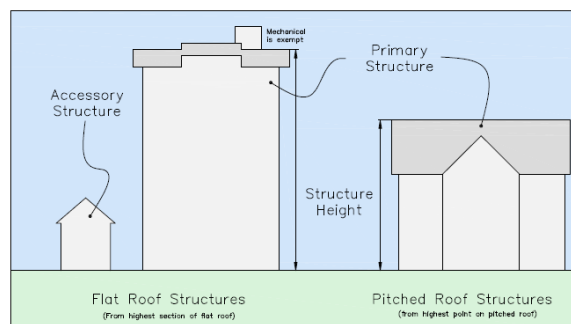 Mechanical
is exempt
Primary
Structure
Accessory
Structure
Structure
Height
Flat Roof Structures
(From highest section of flat roof)
Pitched Roof Structures
(from highest point on pitched roof)